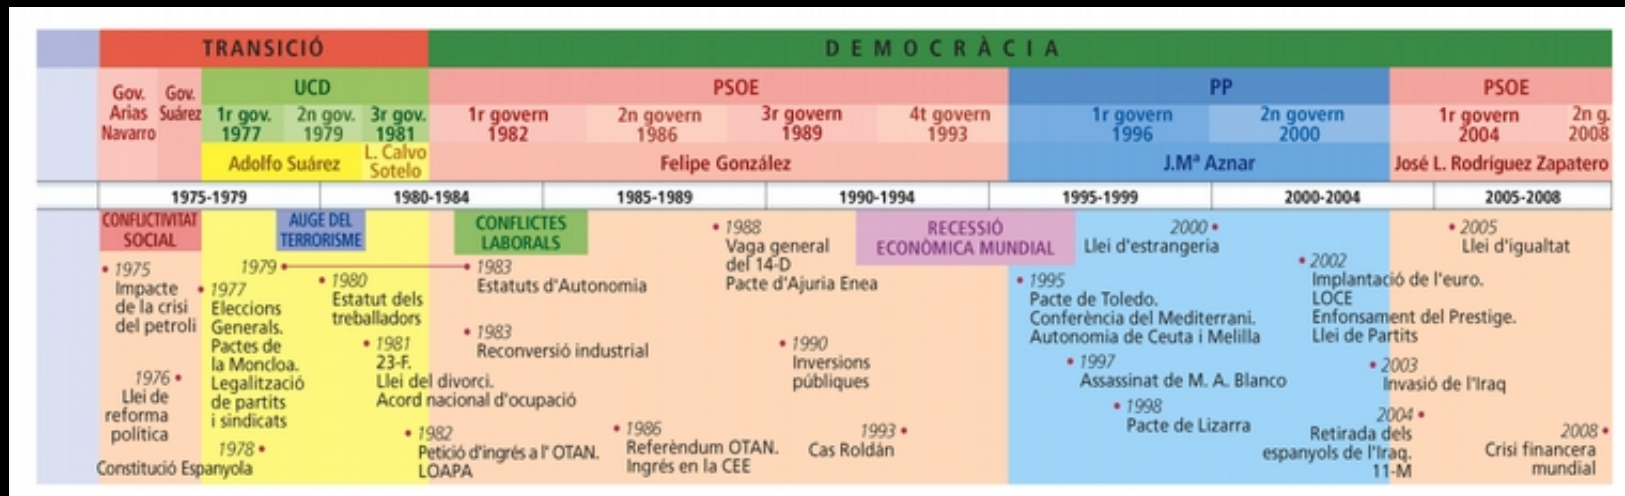 TRANSICIÓ
DEMOCRÀCIA
Gov.
Arias
Navarro
Gov.
Suárez
UCD
1r gov.
1977
2n gov.
1979
3r gov.
1981
PSOE
1r govern
1982
2n govern
1986
3r govern
1989
4t govern
1993
PP
1r govern
1996
2n govern
2000
PSOE
1r govern
2004
2n g.
2008
Adolfo Suárez
L. Calvo
Sotelo
Felipe González
J.Mª Aznar
José L. Rodríguez Zapatero
1975-1979
1980-1984
1985-1989
1990-1994
1995-1999
2000-2004
2005-2008
CONFLICTIVITAT
SOCIAL
AUGE DEL
TERRORISME
CONFLICTES
LABORALS
RECESSIÓ
ECONÒMICA MUNDIAL
• 1975
Impacte
de la crisi
del petroli
1976 •
Llei de
reforma
política
• 1977
Eleccions
Generals.
Pactes de
la Moncloa.
Legalització
de partits
i sindicats
1978 •
Constitució Espanyola
1979 •
• 1983
Estatuts d'Autonomia
• 1980
Estatut dels
treballadors
• 1981
23-F.
Llei del divorci.
Acord nacional d'ocupació
• 1982
Petició d'ingrés a l' OTAN.
LOAPA
• 1983
Reconversió industrial
• 1986
Referèndum OTAN.
Ingrés en la CEE
• 1988
Vaga general
del 14-D
Pacte d'Ajuria Enea
• 1990
Inversions
públiques
1993 •
Cas Roldán
• 1995
Pacte de Toledo.
Conferència del Mediterrani.
Autonomia de Ceuta i Melilla
• 1997
Assassinat de M. A. Blanco
• 1998
Pacte de Lizarra
2000 •
Llei d'estrangeria
• 2002
Implantació de l'euro.
LOCE
Enfonsament del Prestige.
Llei de Partits
• 2003
Invasió de l'Iraq
2004 •
Retirada dels
espanyols de l'Iraq.
11-M
• 2005
Llei d'igualtat
2008 •
Crisi financera
mundial